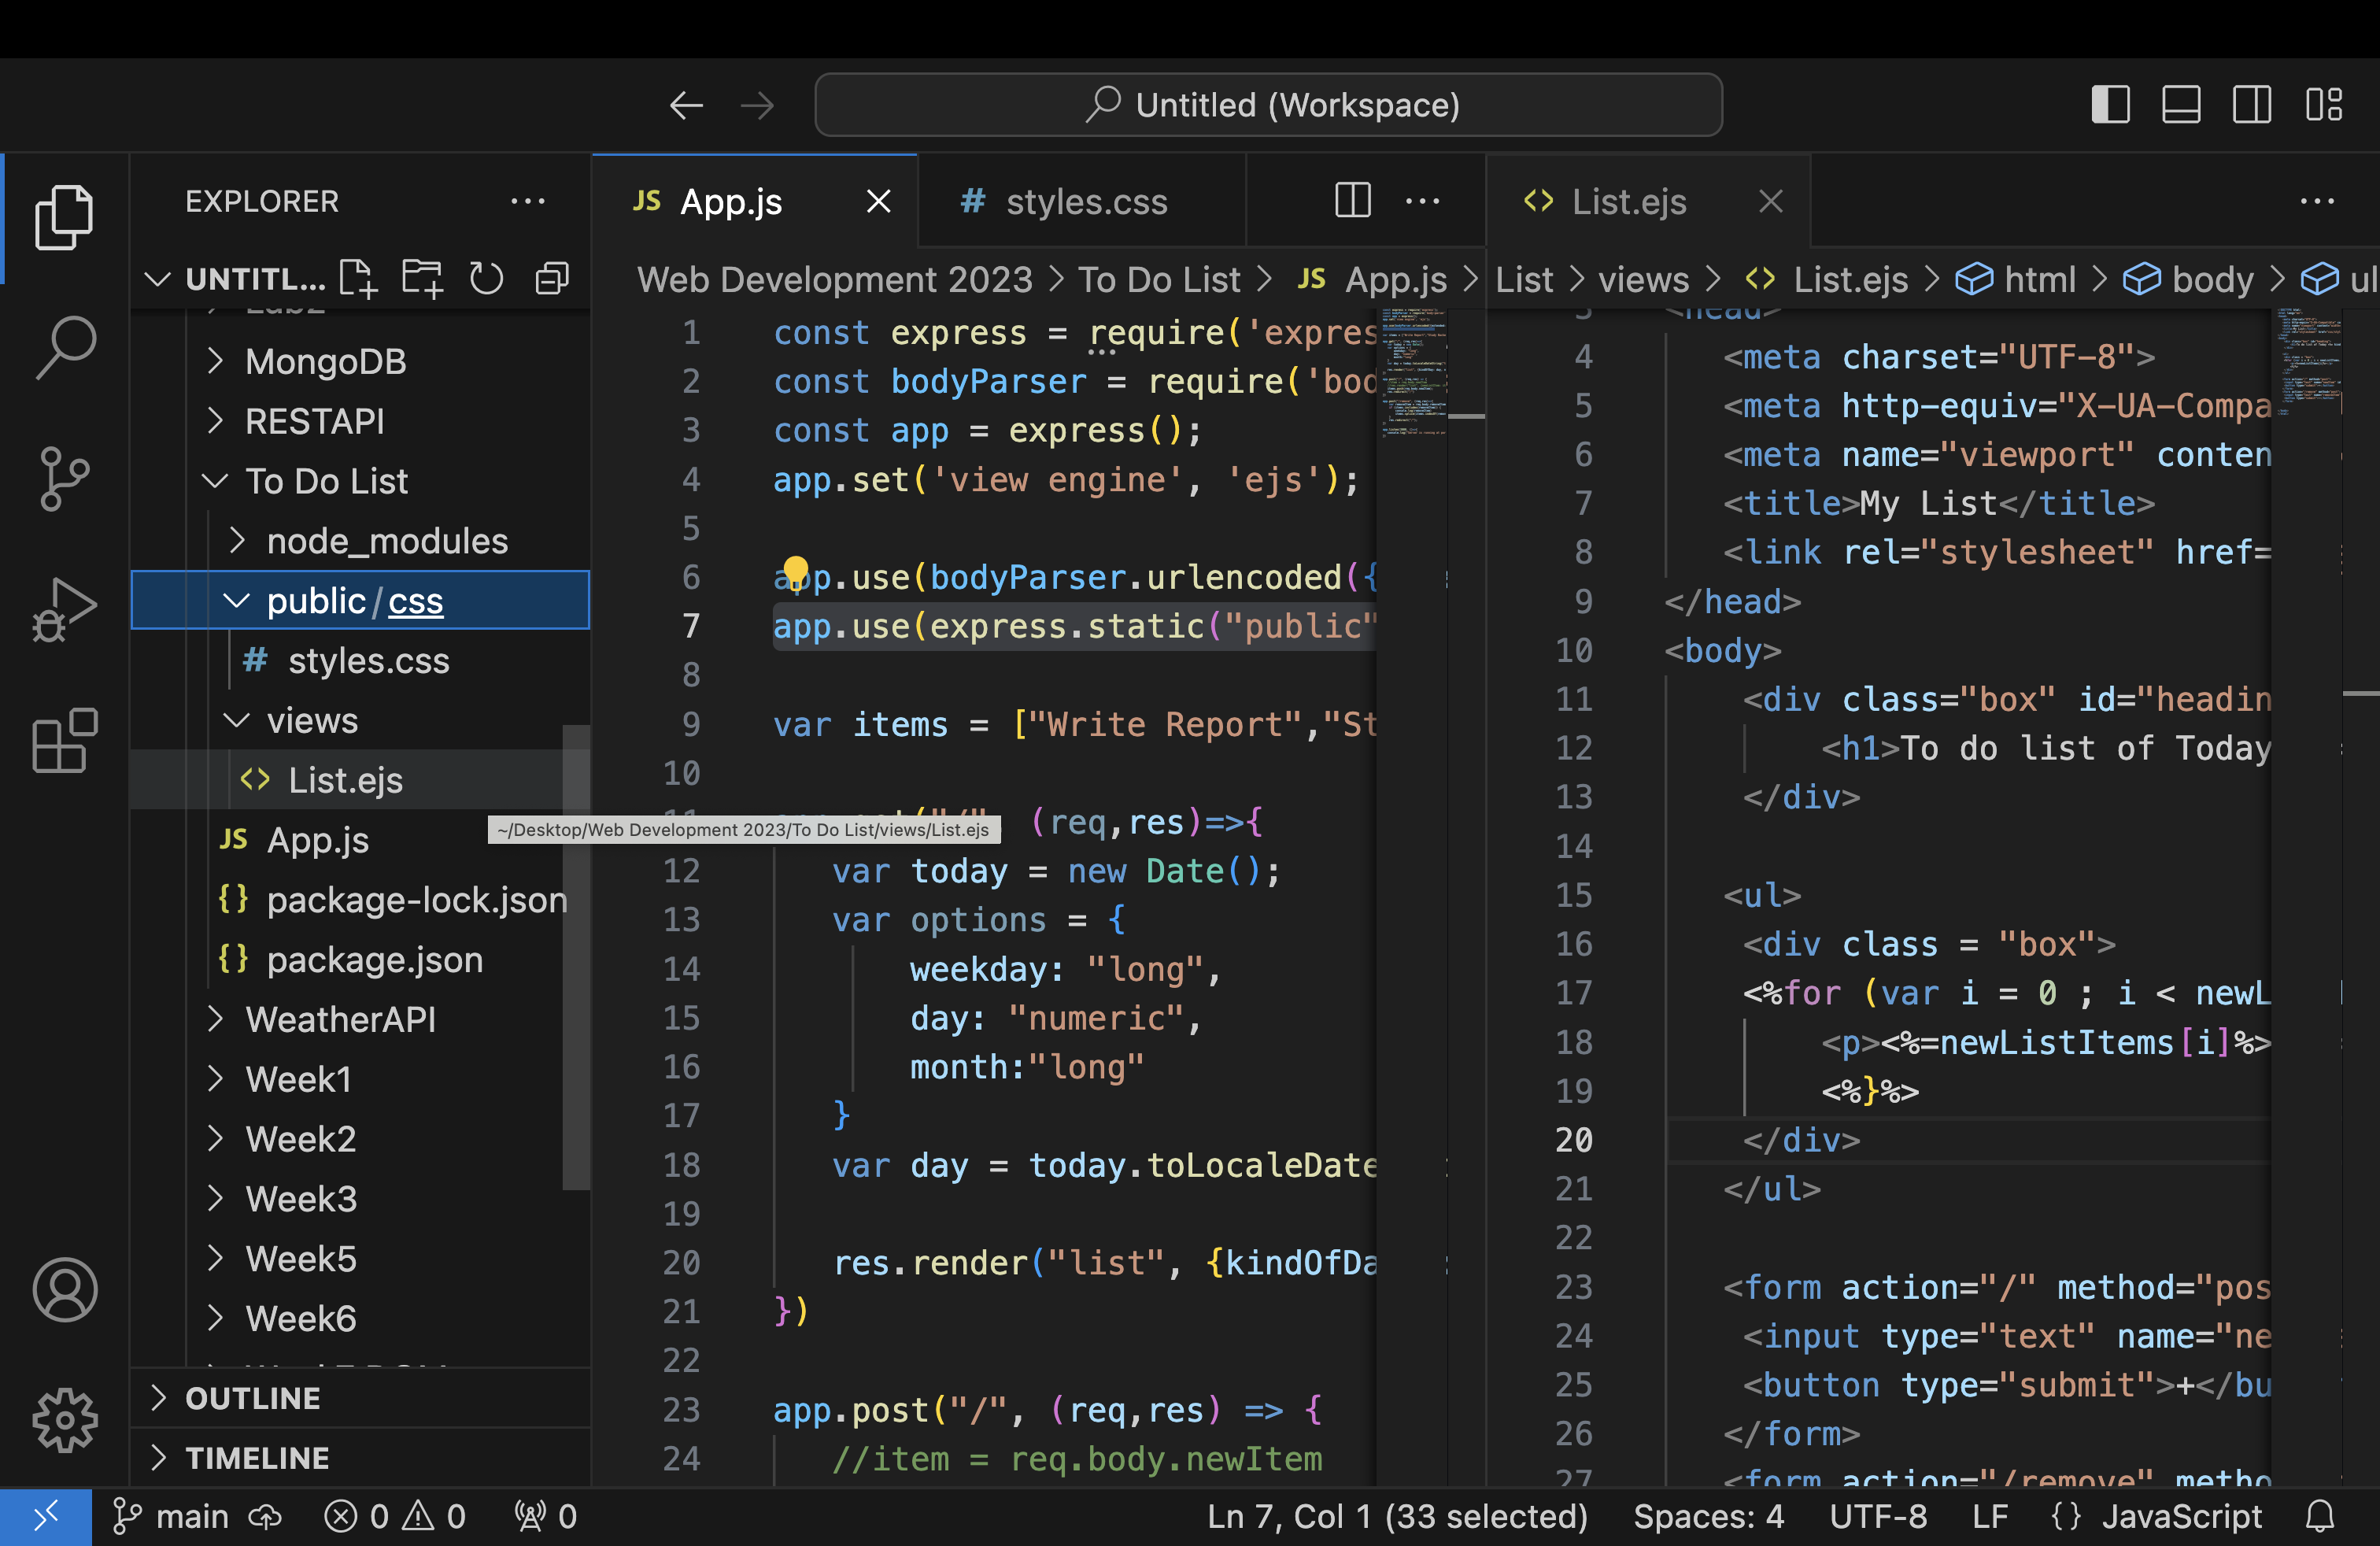 Untitled (Workspace)
EXPLORER
JS App.js
# styles.css
<> List.ejs
UNTITL...
Web Development 2023 > To Do List > JS App.js >
List > views > <> List.ejs > html > body > ul
MongoDB
RESTAPI
To Do List
node_modules
public/css
# styles.css
views
<> List.ejs
JS App.js
{} package-lock.json
{} package.json
WeatherAPI
Week1
Week2
Week3
Week5
Week6
OUTLINE
TIMELINE
~/Desktop/Web Development 2023/To Do List/views/List.ejs
1 const express = require('expres
2 const bodyParser = require('bod
3 const app = express();
4 app.set('view engine', 'ejs');
5
6 app.use(bodyParser.urlencoded({
7 app.use(express.static("public"
8
9 var items = ["Write Report","St
10
(req,res)=>{
12 var today = new Date();
13 var options = {
14 weekday: "long",
15 day: "numeric",
16 month:"long"
17 }
18 var day = today.toLocaleDate
19
20 res.render("list", {kindOfDa
21 })
22
23 app.post("/", (req,res) => {
24 //item = req.body.newItem
<head>
4 <meta charset="UTF-8">
5 <meta http-equiv="X-UA-Compa
6 <meta name="viewport" conten
7 <title>My List</title>
8 <link rel="stylesheet" href=
9 </head>
10 <body>
11 <div class="box" id="headin
12 <h1>To do list of Today
13 </div>
14
15 <ul>
16 <div class = "box">
17 <%for (var i = 0 ; i < newL
18 <p><%=newListItems[i]%>
19 <%}%>
20 </div>
21 </ul>
22
23 <form action="/" method="pos
24 <input type="text" name="ne
25 <button type="submit">+</bu
26 </form>
27 <form action="/remove" metho
main
0
0
0
Ln 7, Col 1 (33 selected)
Spaces: 4
UTF-8
LF
{} JavaScript